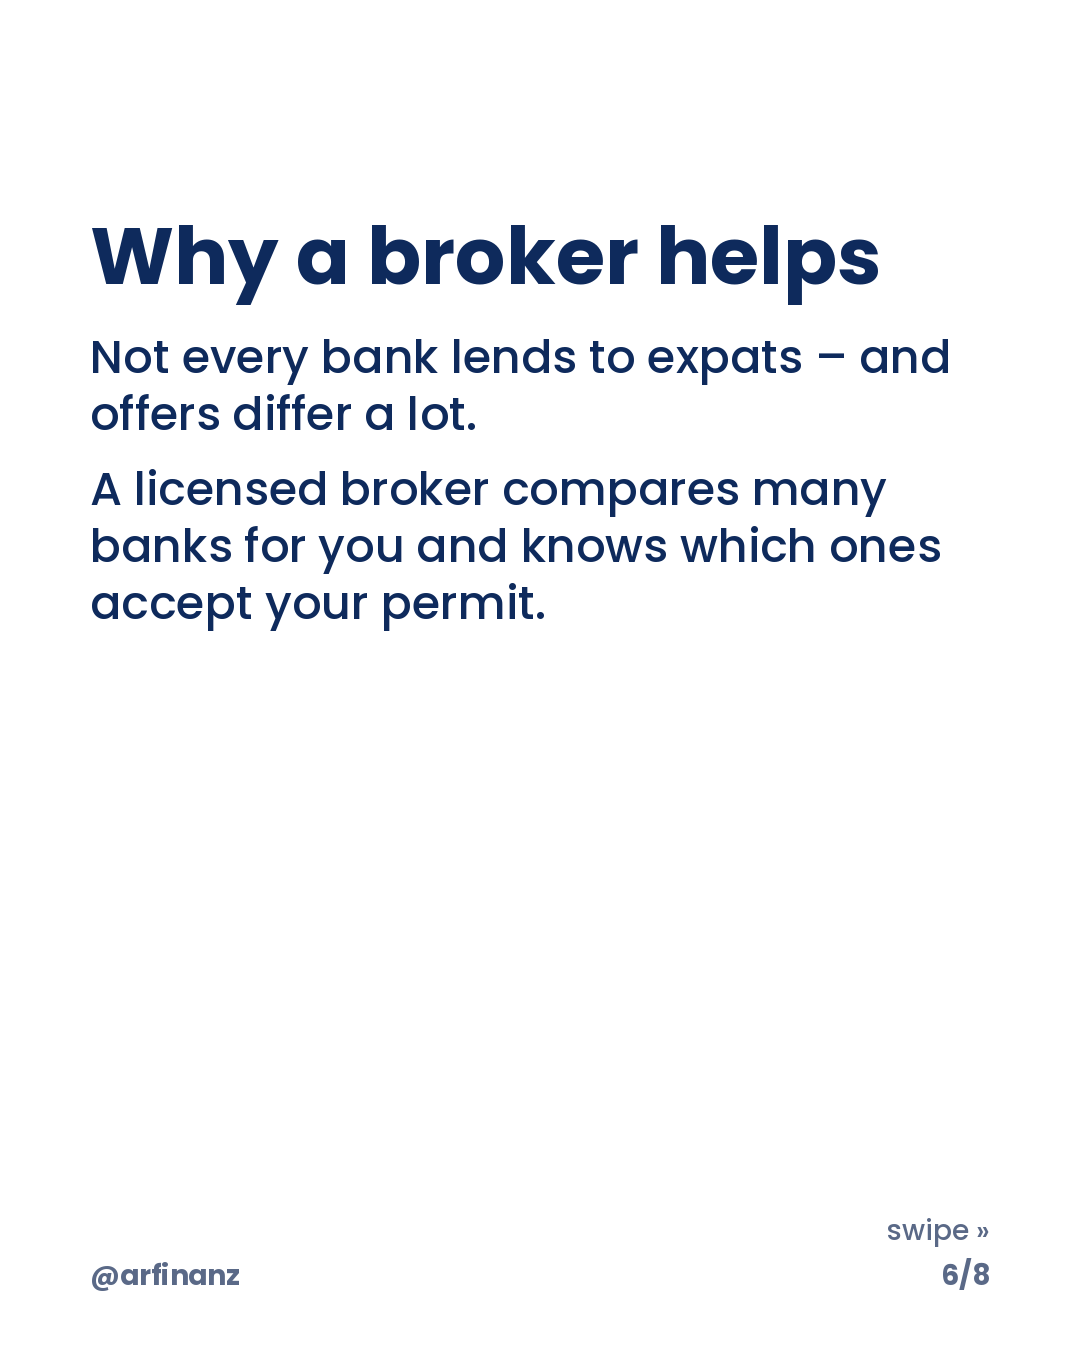 Why a broker helps
Not every bank lends to expats – and
offers differ a lot.
A licensed broker compares many
banks for you and knows which ones
accept your permit.
swipe »
@arfinanz
6/8